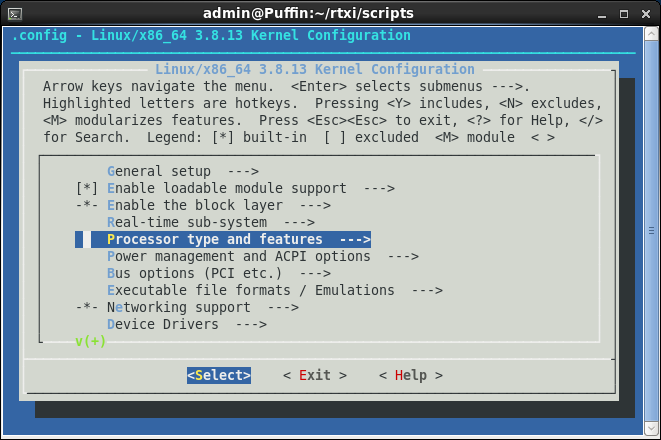 admin@Puffin:~/rtxi/scripts
.config - Linux/x86_64 3.8.13 Kernel Configuration
Linux/x86_64 3.8.13 Kernel Configuration
Arrow keys navigate the menu.  <Enter> selects submenus --->.
Highlighted letters are hotkeys.  Pressing <Y> includes, <N> excludes,
<M> modularizes features.  Press <Esc><Esc> to exit, <?> for Help, </>
for Search.  Legend: [*] built-in  [ ] excluded  <M> module  < >
General setup  --->
[*] Enable loadable module support  --->
-*- Enable the block layer  --->
Real-time sub-system  --->
Processor type and features  --->
Power management and ACPI options  --->
Bus options (PCI etc.)  --->
Executable file formats / Emulations  --->
-*- Networking support  --->
Device Drivers  --->
v(+)
<Select>    < Exit >    < Help >